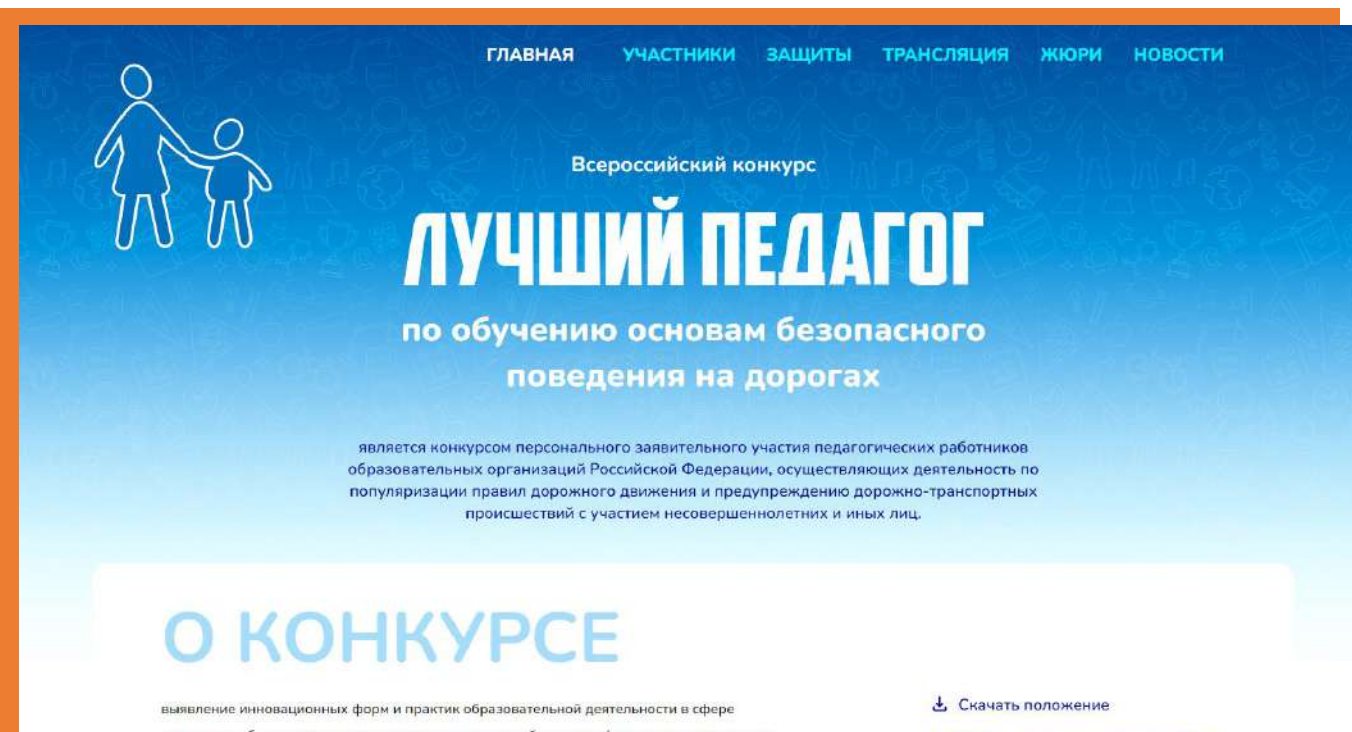 ГЛАВНАЯ УЧАСТНИКИ ЗАЩИТЫ ТРАНСЛЯЦИЯ ЖЮРИ НОВОСТИ
Всероссийский конкурс
ЛУЧШИЙ ПЕДАГОГ
по обучению основам безопасного
поведения на дорогах
является конкурсом персонального заявительного участия педагогических работников
образовательных организаций Российской Федерации, осуществляющих деятельность по
популяризации правил дорожного движения и предупреждению дорожно-транспортных
происшествий с участием несовершеннолетних и иных лиц.
О КОНКУРСЕ
выявление инновационных форм и практик образовательной деятельности в сфере
Скачать положение